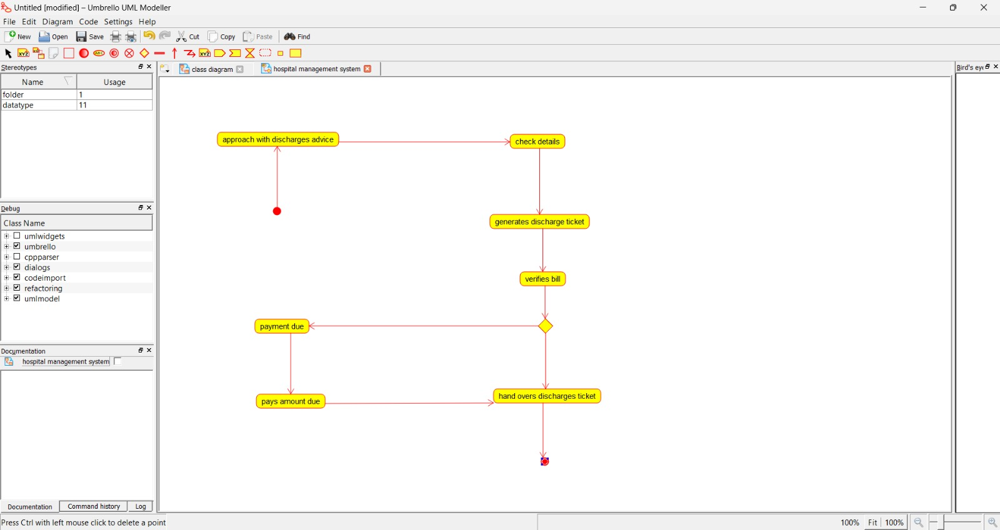 Untitled [modified] – Umbrello UML Modeller
File Edit Diagram Code Settings Help
New Open Save Cut Copy Paste Find
XYZ ABC XYZ
Stereotypes
Name Usage
folder 1
datatype 11
Debug
Class Name
umlwidgets
umbrello
cppparser
dialogs
codeimport
refactoring
umlmodel
Documentation
hospital management system
Documentation Command history Log
Press Ctrl with left mouse click to delete a point
class diagram hospital management system
approach with discharges advice
check details
generates discharge ticket
verifies bill
payment due
pays amount due
hand overs discharges ticket
Bird's eye
100% Fit 100%